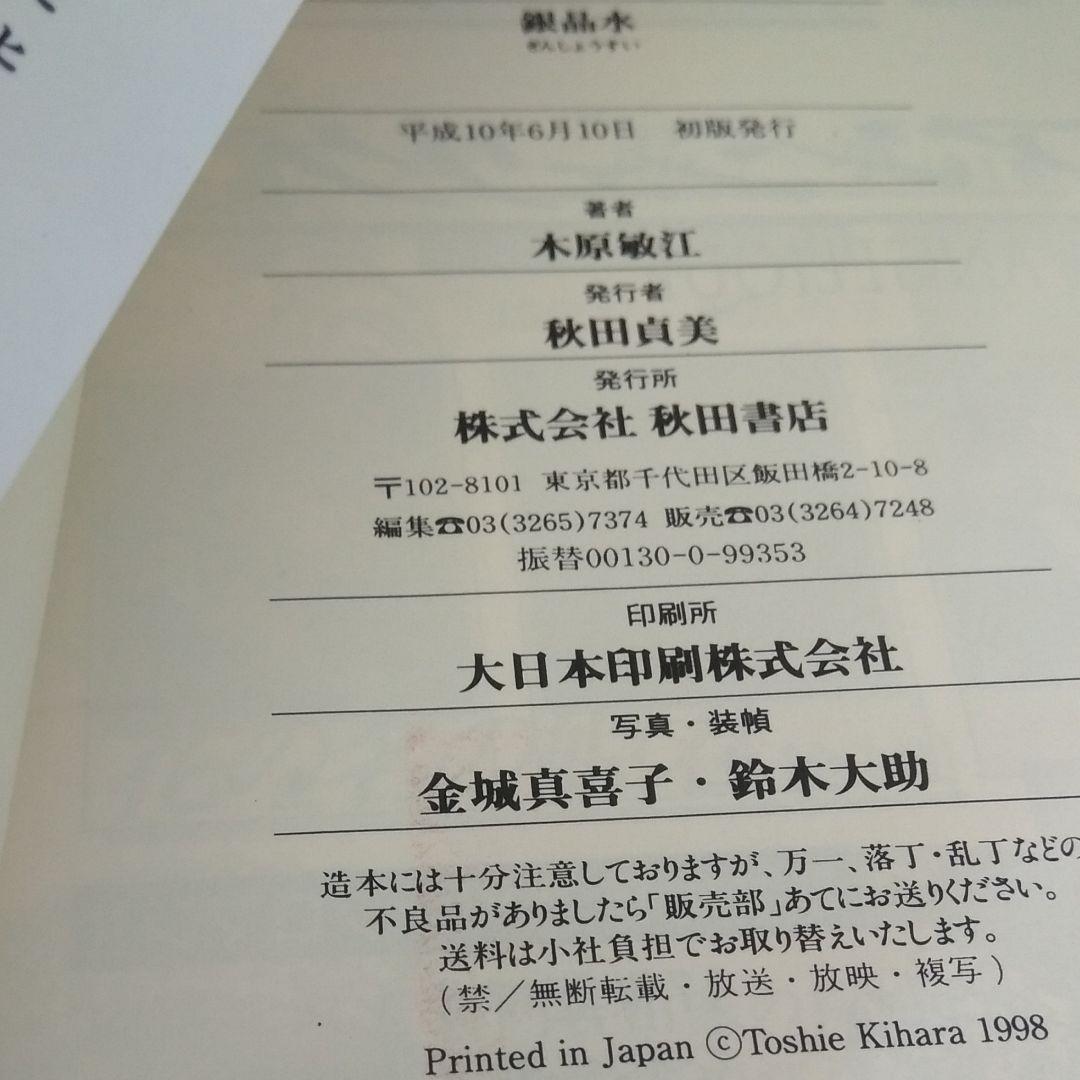 銀晶水
ぎんしょうすい
平成10年6月10日　初版発行
著者
木原敏江
発行者
秋田貞美
発行所
株式会社 秋田書店
〒102-8101 東京都千代田区飯田橋2-10-8
編集☎03(3265)7374 販売☎03(3264)7248
振替00130-0-99353
印刷所
大日本印刷株式会社
写真・装幀
金城真喜子・鈴木大助
造本には十分注意しておりますが、万一、落丁・乱丁などの
不良品がありましたら「販売部」あてにお送りください。
送料は小社負担でお取り替えいたします。
(禁／無断転載・放送・放映・複写)
Printed in Japan ⓒToshie Kihara 1998